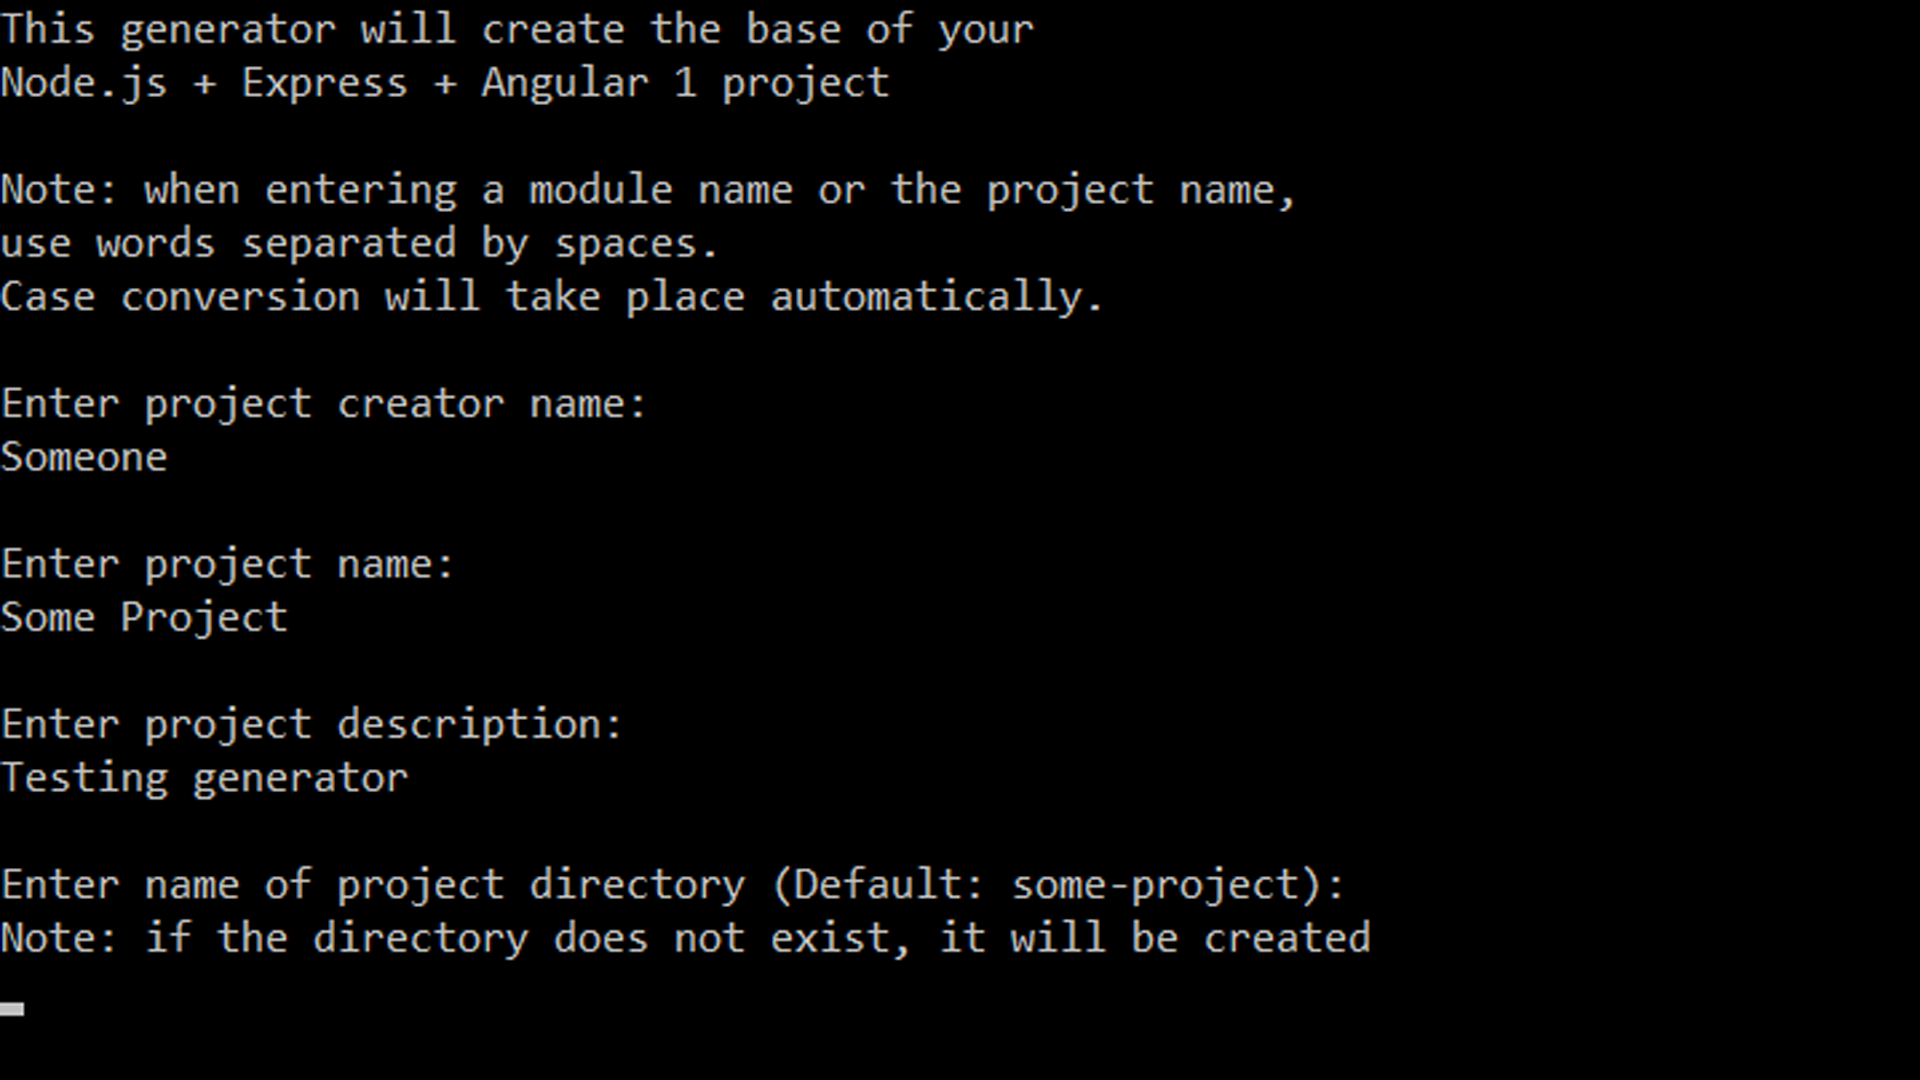 This generator will create the base of your
Node.js + Express + Angular 1 project
Note: when entering a module name or the project name,
use words separated by spaces.
Case conversion will take place automatically.
Enter project creator name:
Someone
Enter project name:
Some Project
Enter project description:
Testing generator
Enter name of project directory (Default: some-project):
Note: if the directory does not exist, it will be created